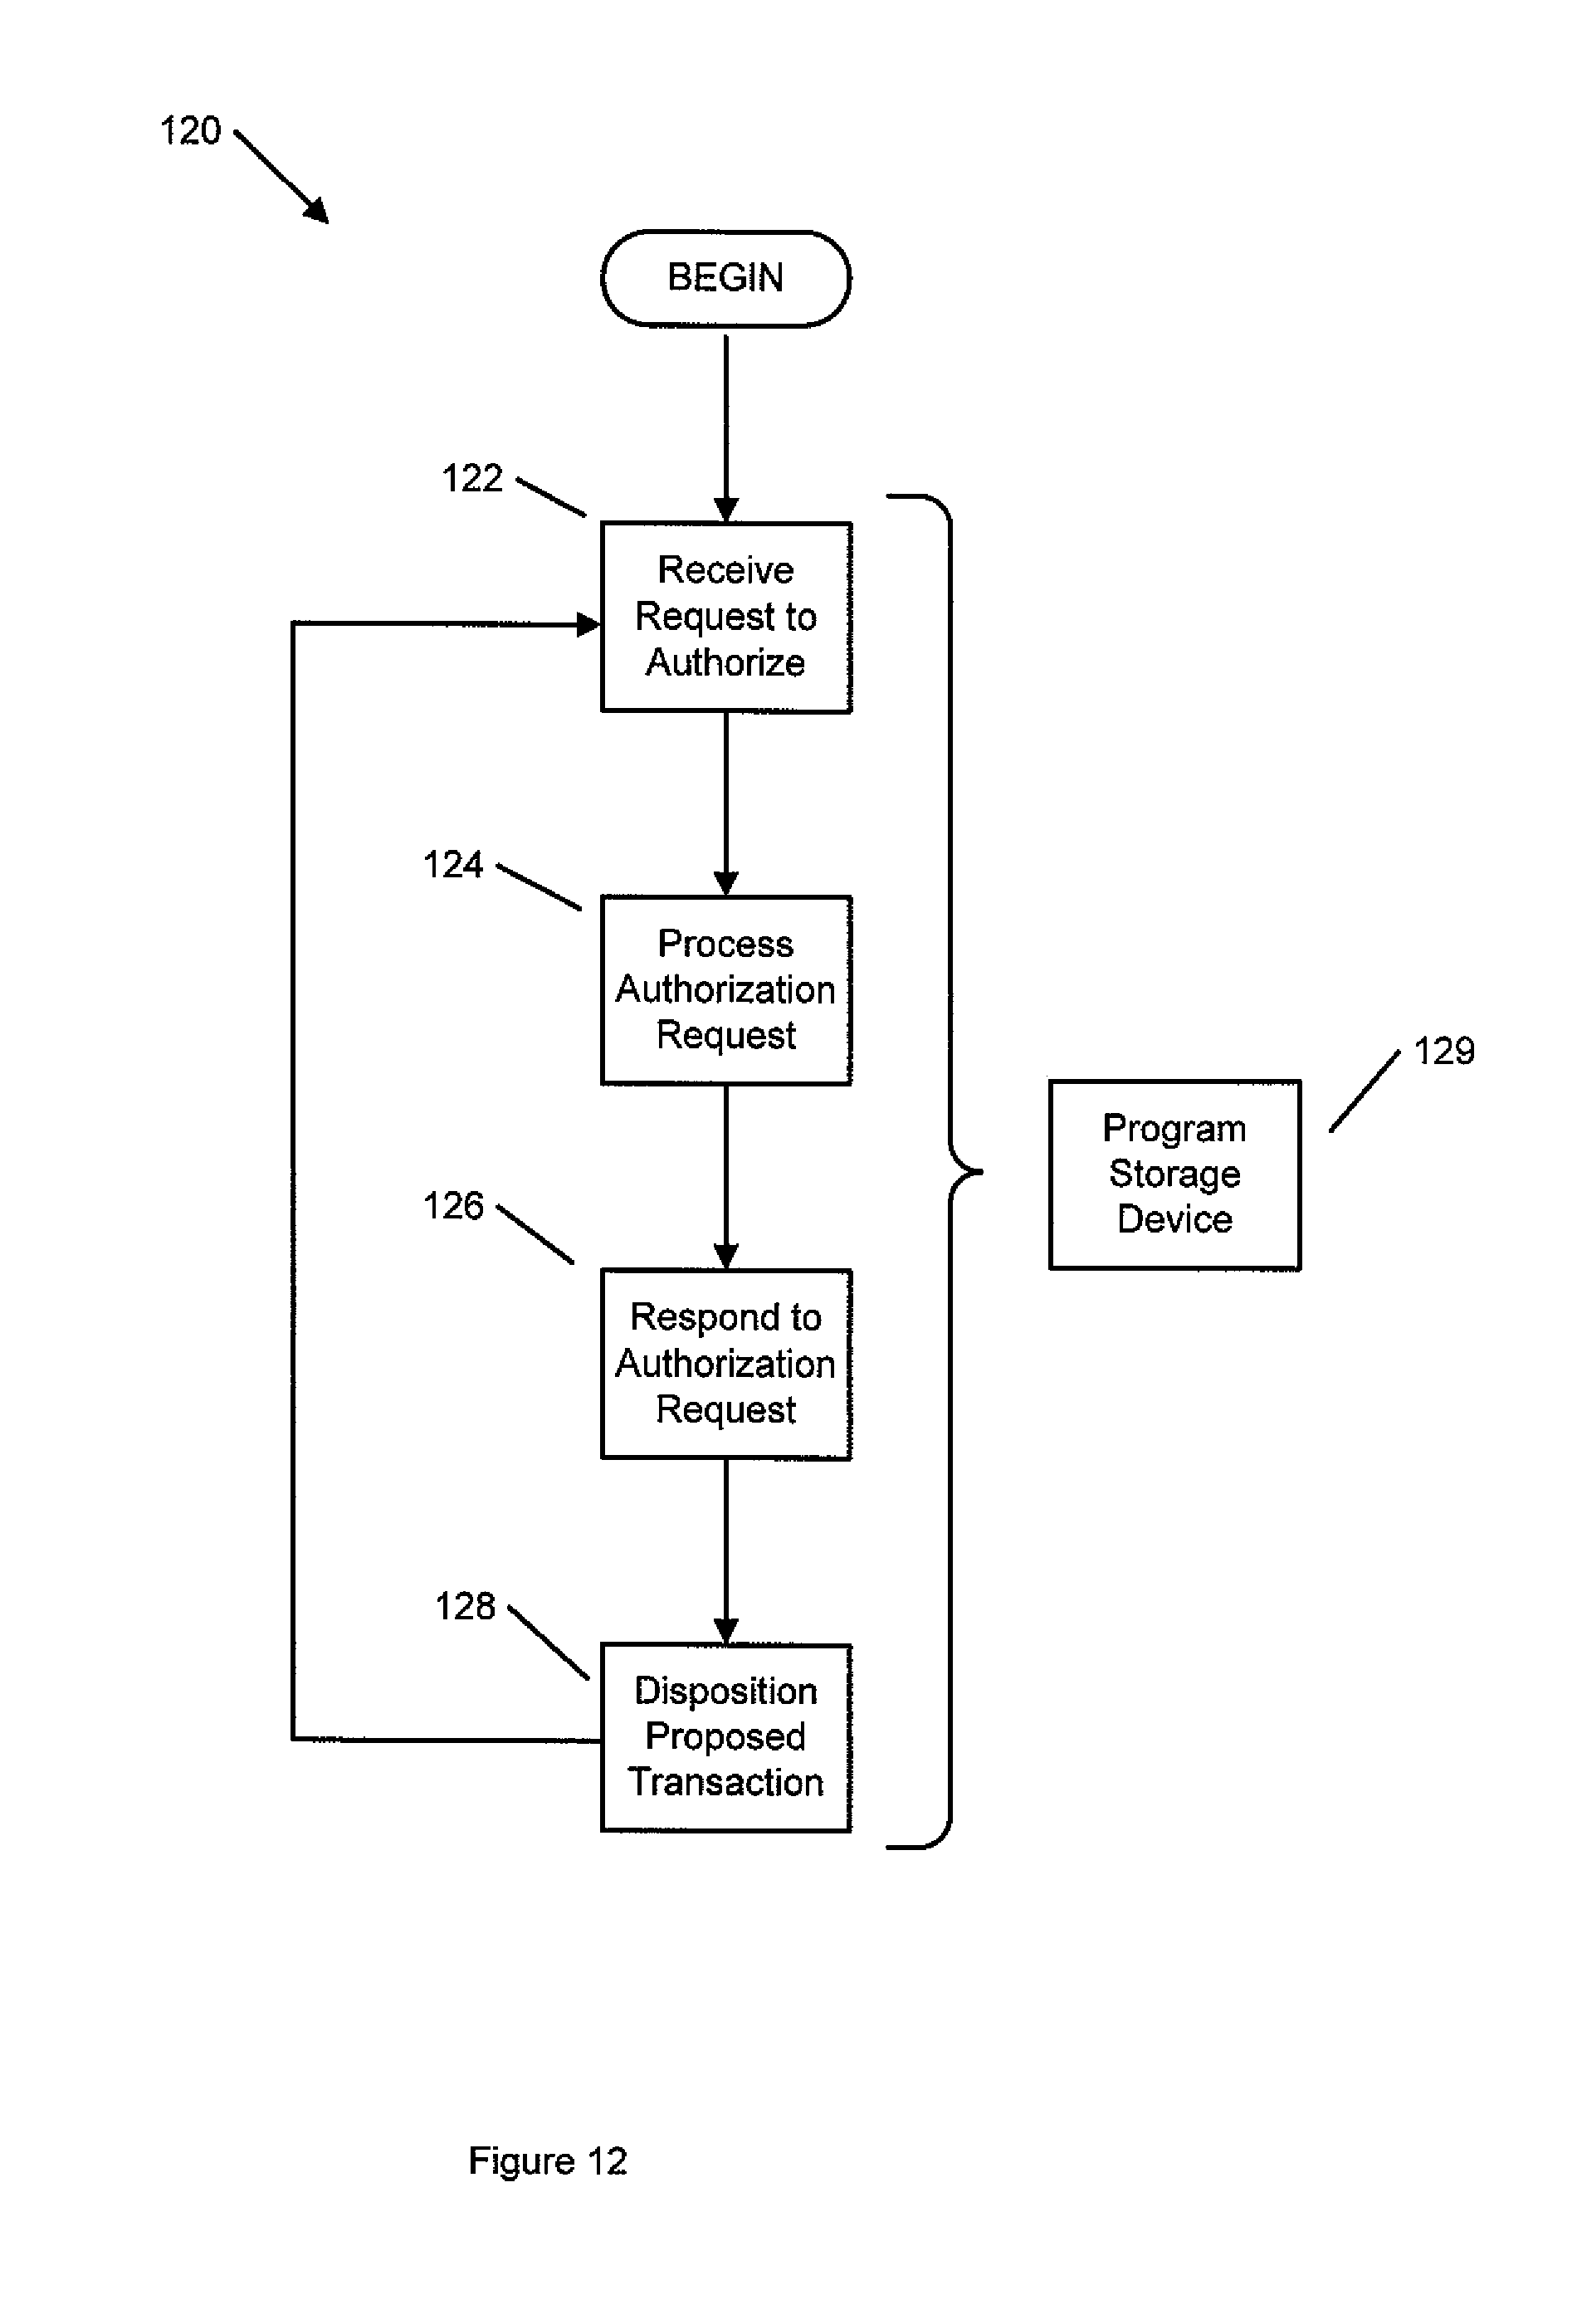 120
BEGIN
122
Receive
Request to
Authorize
124
Process
Authorization
Request
129
Program
Storage
Device
126
Respond to
Authorization
Request
128
Disposition
Proposed
Transaction
Figure 12